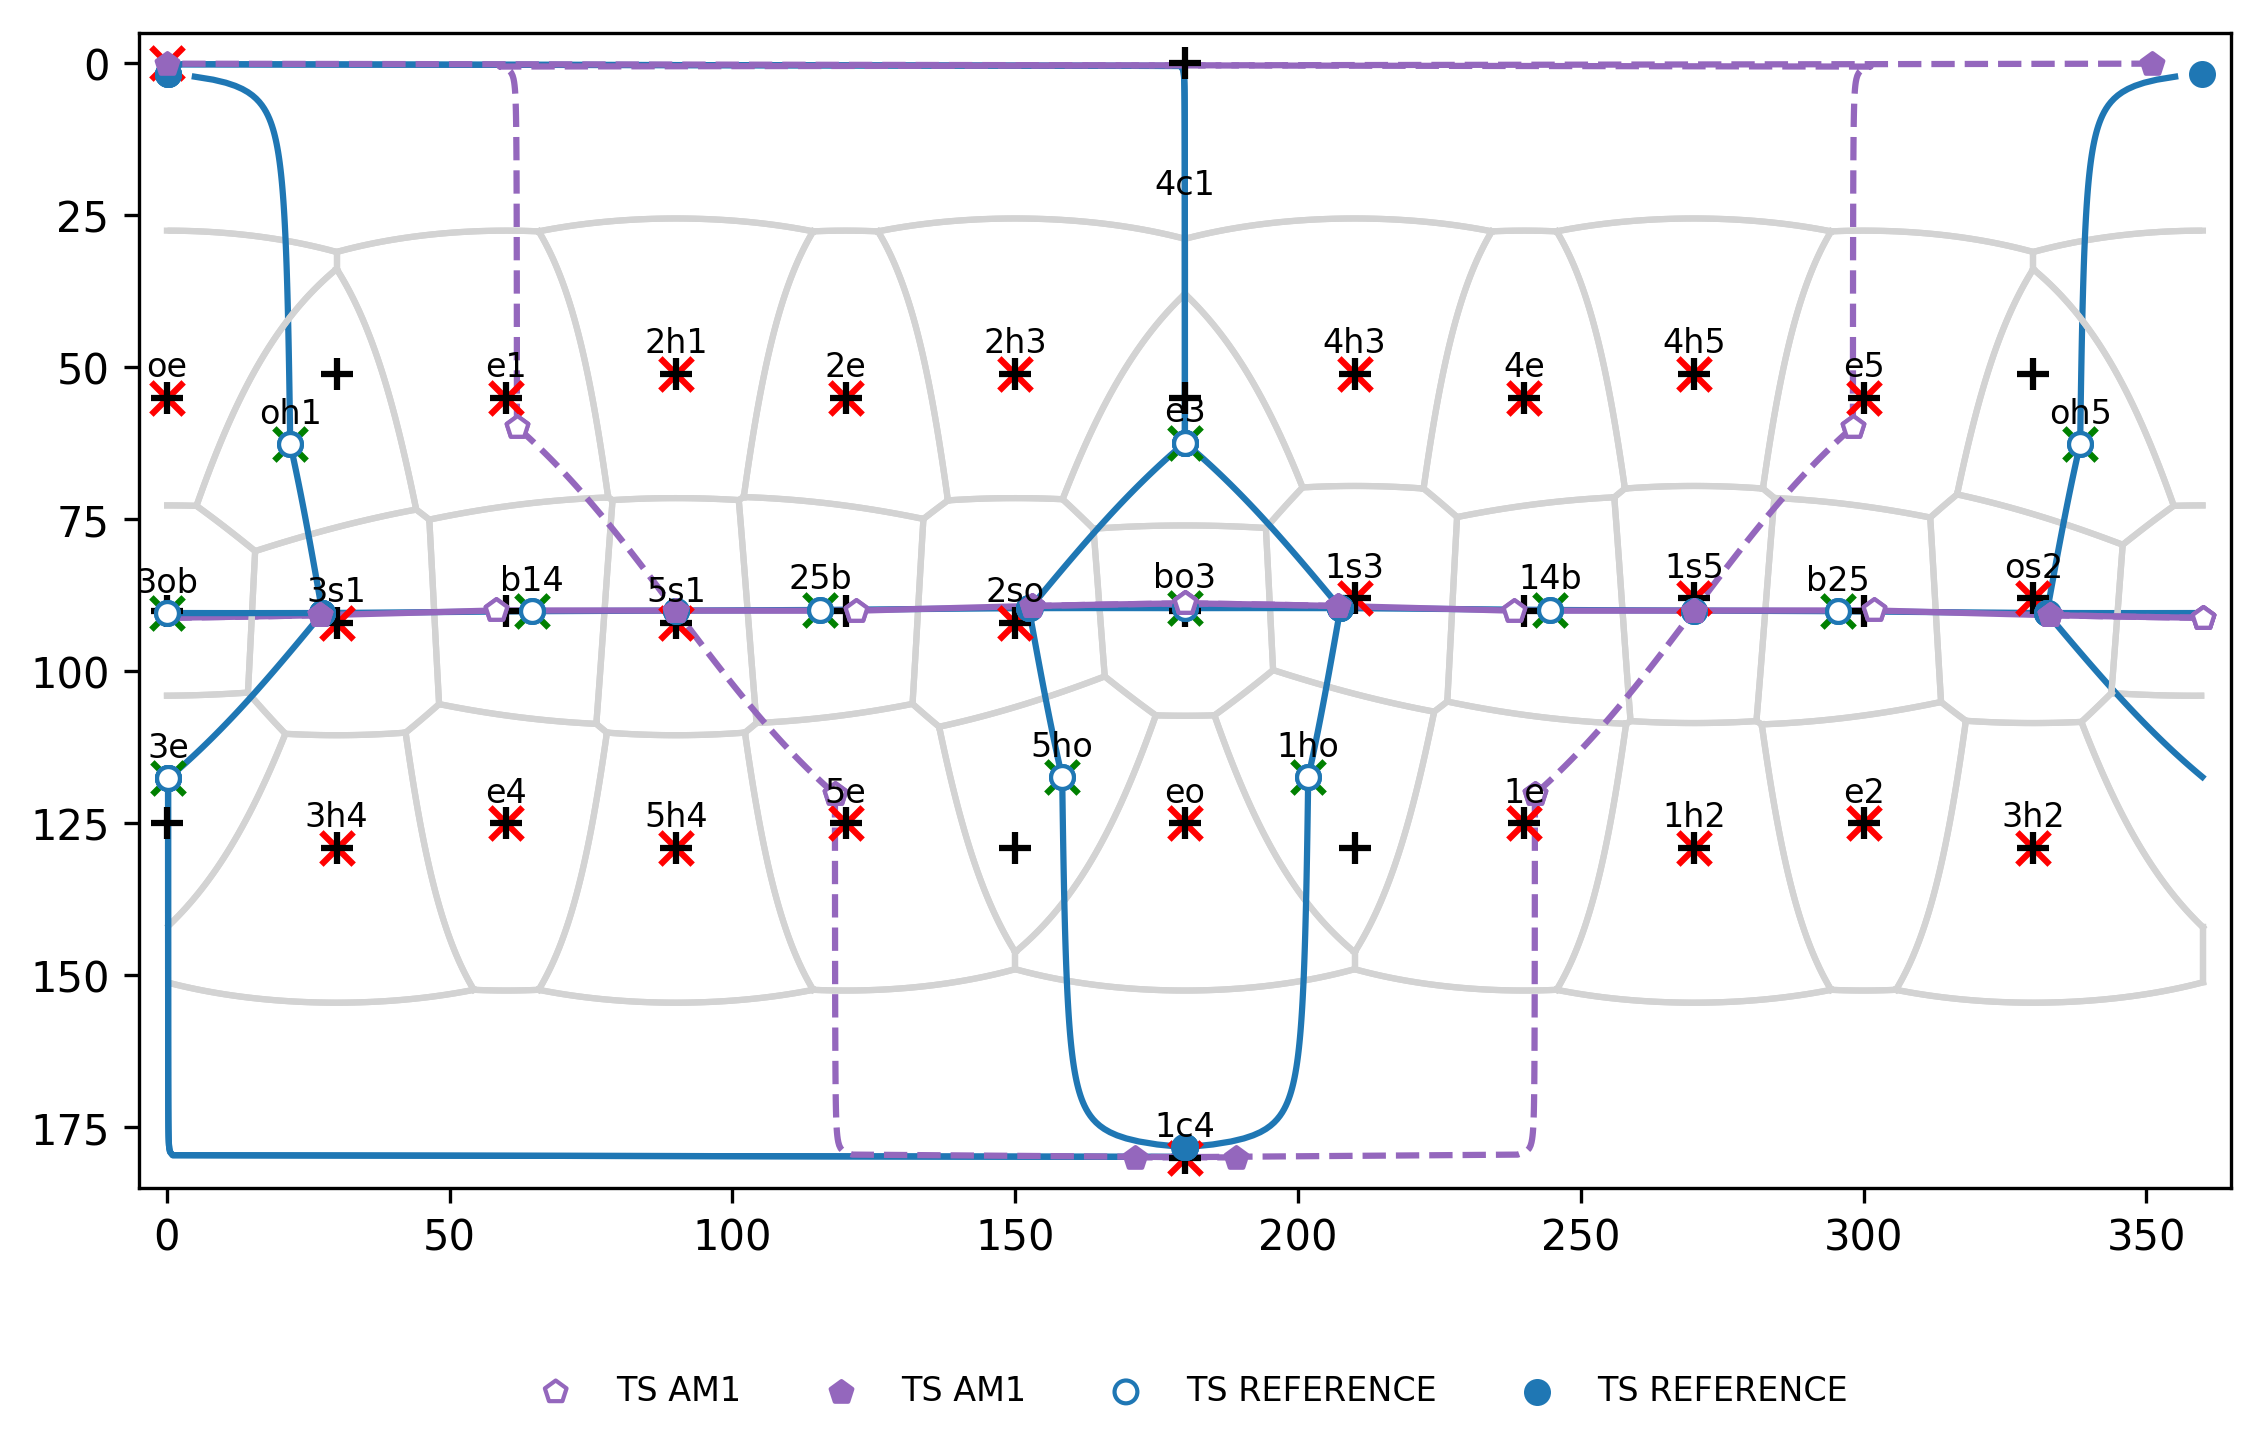 0
4c1
25
2h1 2h3 4h3 4h5
50 oe e1 2e 4e e5
oh1 e3 oh5
75
3ob 3s1 b14 5s1 25b 2so bo3 1s3 14b 1s5 b25 os2
100
3e 5ho 1ho
125 3h4 e4 5h4 5e eo 1e 1h2 e2 3h2
150
175 1c4
0 50 100 150 200 250 300 350
TS AM1 TS AM1 TS REFERENCE TS REFERENCE